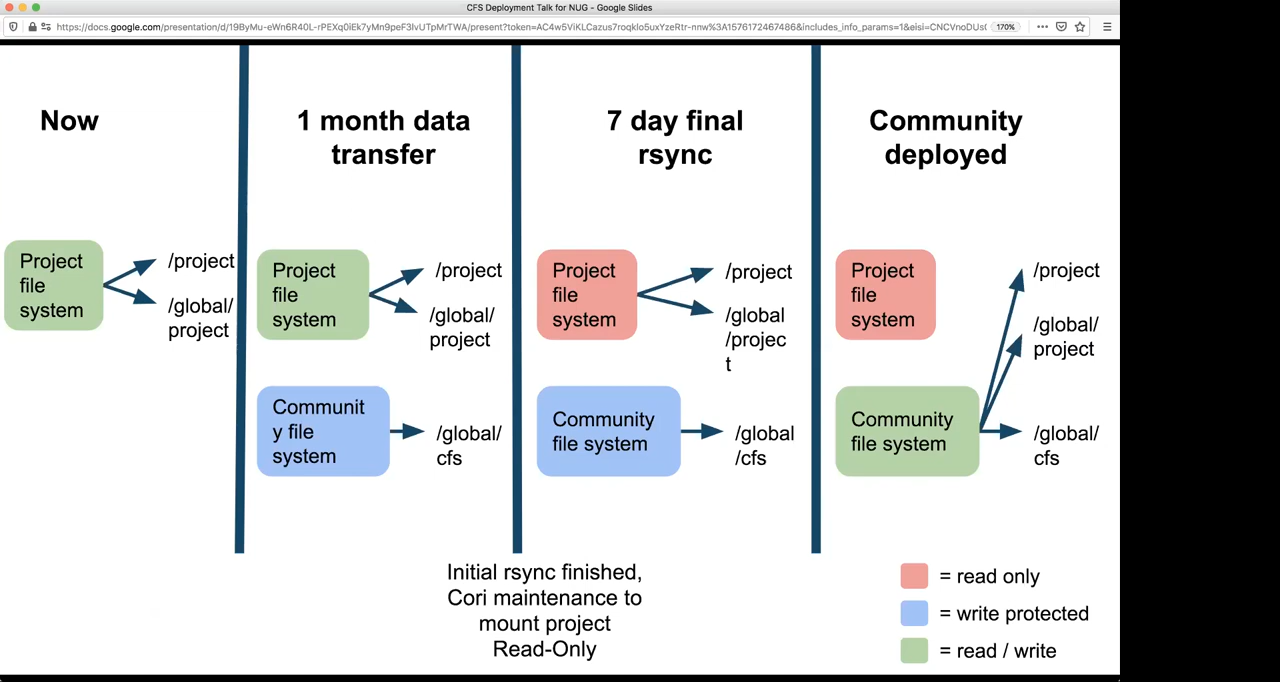 CFS Deployment Talk for NUG - Google Slides
https://docs.google.com/presentation/d/19ByMu-eWn6R40L-rPEXq0iEk7yMn9peF3lvUTpMrTWA/present?token=AC4w5ViKLCazus7roqklo5uxYzeRtr-nnw%3A1576172467486&includes_info_params=1&eisi=CNCVnoDUs
170%
Now
1 month data
transfer
7 day final
rsync
Community
deployed
Project
file
system
/project
/global/
project
Project
file
system
/project
/global/
project
Project
file
system
/project
/global
/projec
t
Project
file
system
/project
/global/
project
Communit
y file
system
/global/
cfs
Community
file system
/global
/cfs
Community
file system
/global/
cfs
Initial rsync finished,
Cori maintenance to
mount project
Read-Only
= read only
= write protected
= read / write